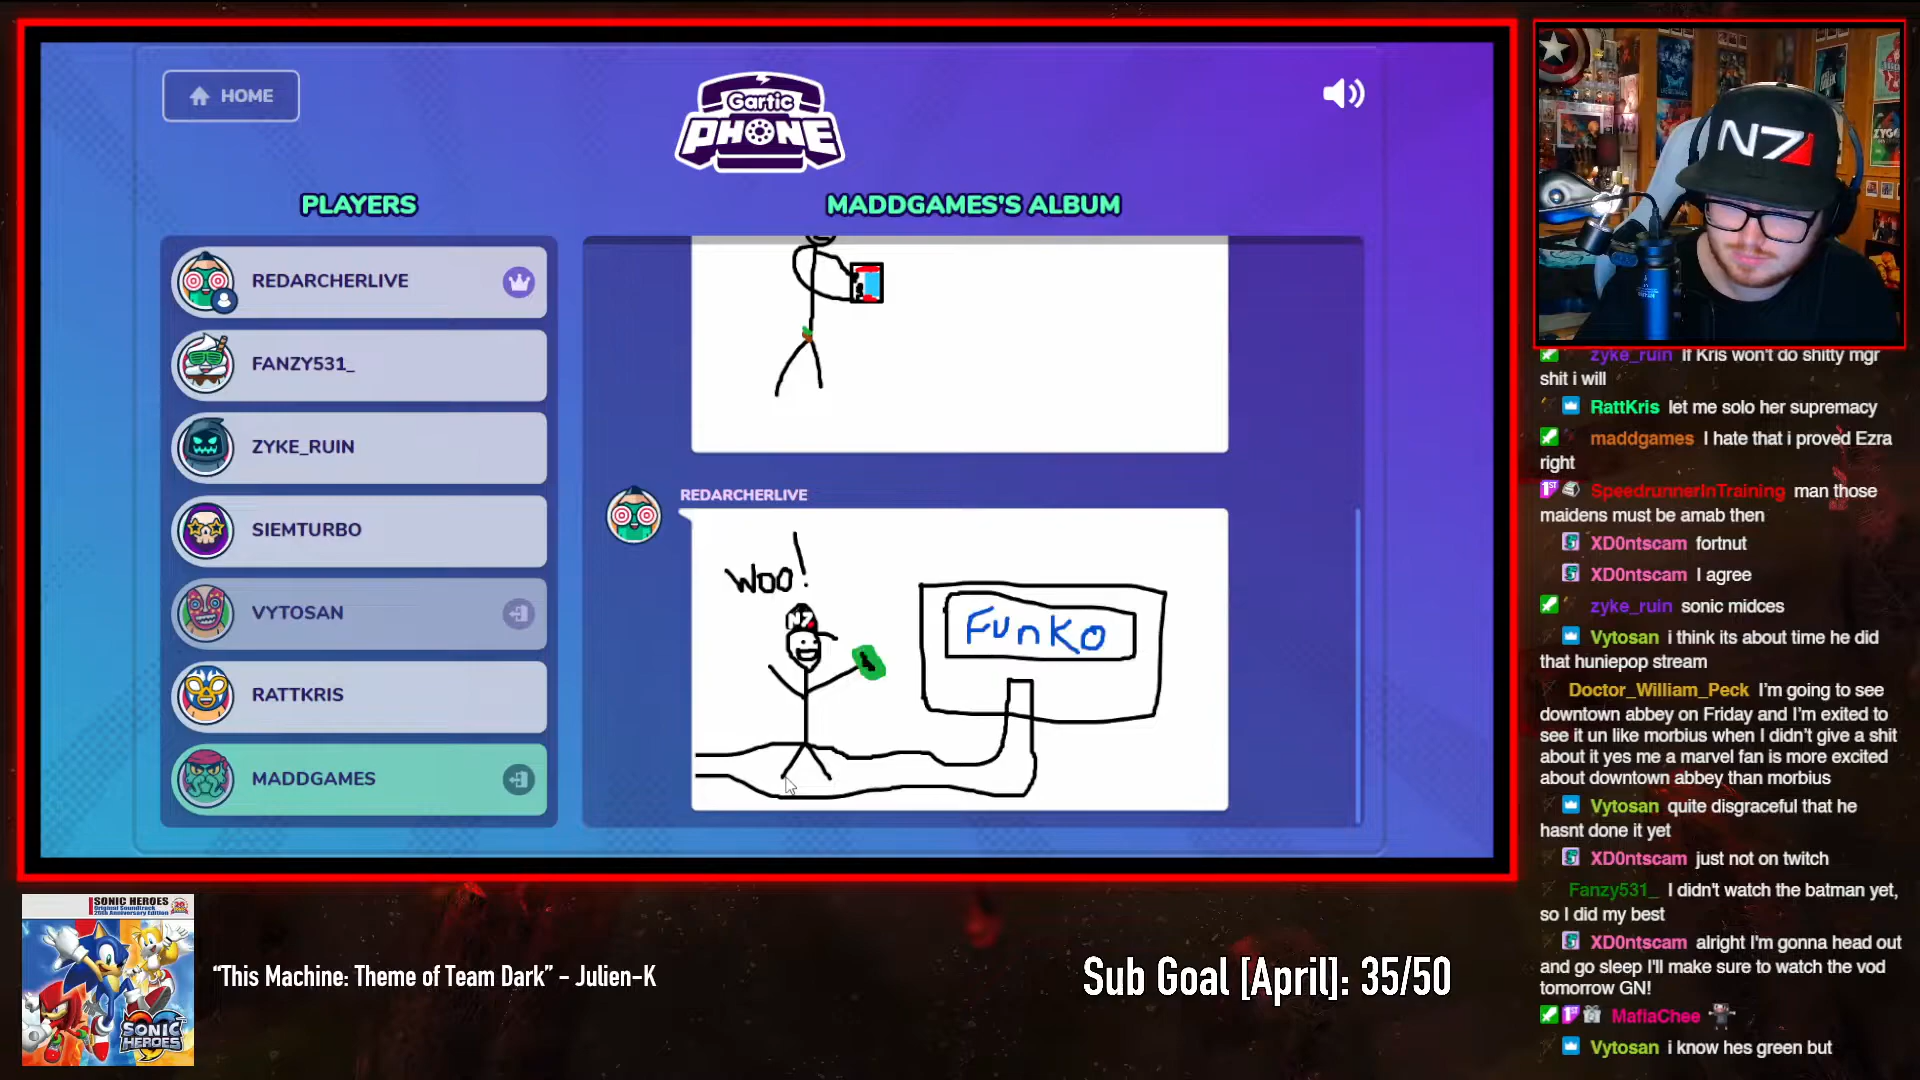 HOME
Gartic
PHONE
PLAYERS
MADDGAMES'S ALBUM
REDARCHERLIVE
FANZY531_
ZYKE_RUIN
SIEMTURBO
VYTOSAN
RATTKRIS
MADDGAMES
REDARCHERLIVE
WOO!
N7
FunKo
N7
zyke_ruin If Kris won't do shitty mgr
shit i will
RattKris let me solo her supremacy
maddgames I hate that i proved Ezra
right
SpeedrunnerInTraining man those
maidens must be amab then
XD0ntscam fortnut
XD0ntscam I agree
zyke_ruin sonic midces
Vytosan i think its about time he did
that huniepop stream
Doctor_William_Peck I'm going to see
downtown abbey on Friday and I'm exited to
see it un like morbius when I didn't give a shit
about it yes me a marvel fan is more excited
about downtown abbey than morbius
Vytosan quite disgraceful that he
hasnt done it yet
XD0ntscam just not on twitch
Fanzy531_ I didn't watch the batman yet,
so I did my best
XD0ntscam alright I'm gonna head out
and go sleep I'll make sure to watch the vod
tomorrow GN!
MafiaChee
Vytosan i know hes green but
SONIC HEROES
Original Soundtrack
SONIC
HEROES
“This Machine: Theme of Team Dark” - Julien-K
Sub Goal [April]: 35/50